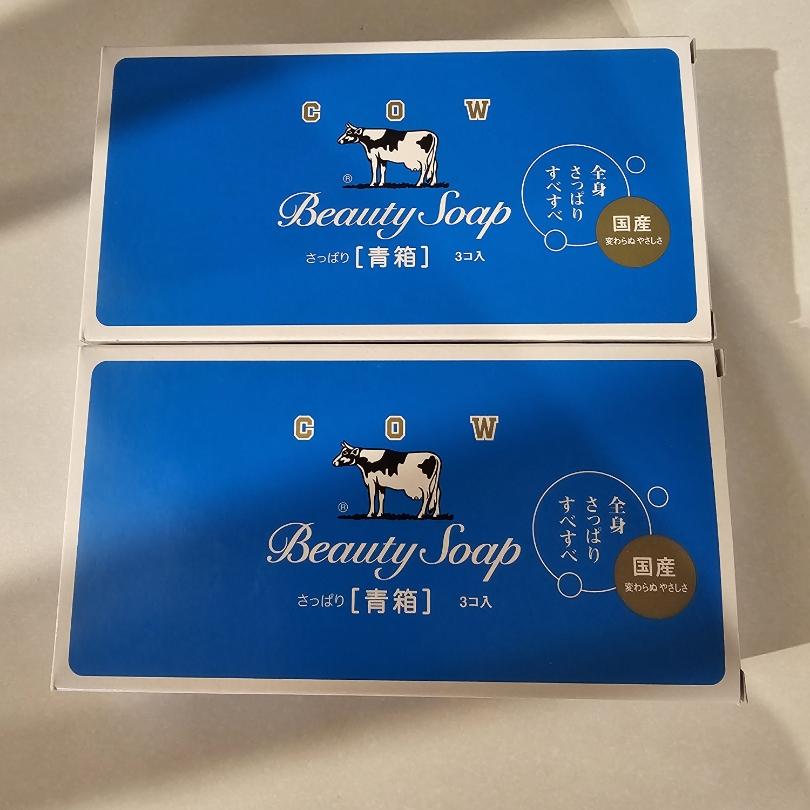 COW
®
Beauty Soap
さっぱり [青箱] 3コ入
全身
さっぱり
すべすべ
国産
変わらぬ やさしさ
COW
®
Beauty Soap
さっぱり [青箱] 3コ入
全身
さっぱり
すべすべ
国産
変わらぬ やさしさ